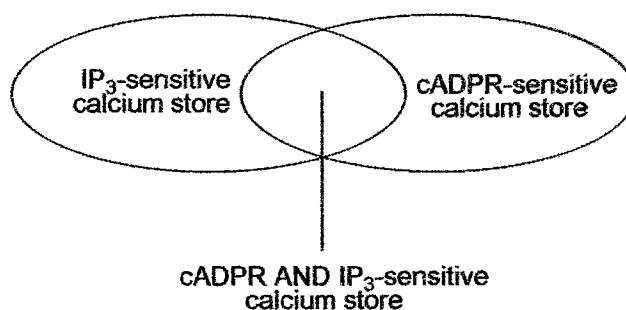 IP₃-sensitive
calcium store
cADPR-sensitive
calcium store
cADPR AND IP₃-sensitive
calcium store